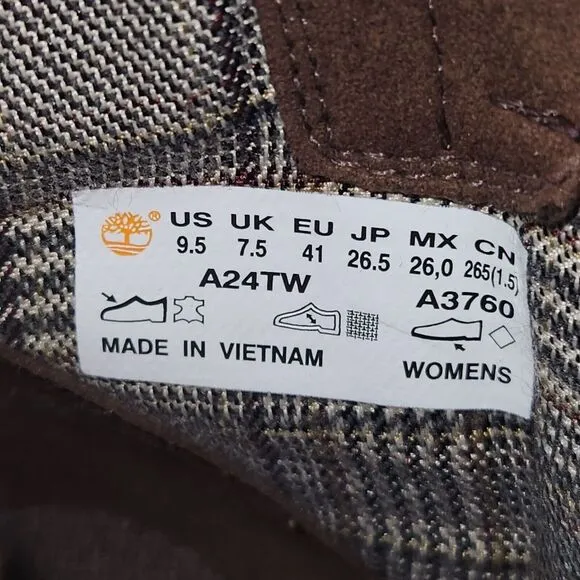 ® US UK EU JP MX CN
9.5 7.5 41 26.5 26,0 265(1.5)
A24TW A3760
MADE IN VIETNAM WOMENS